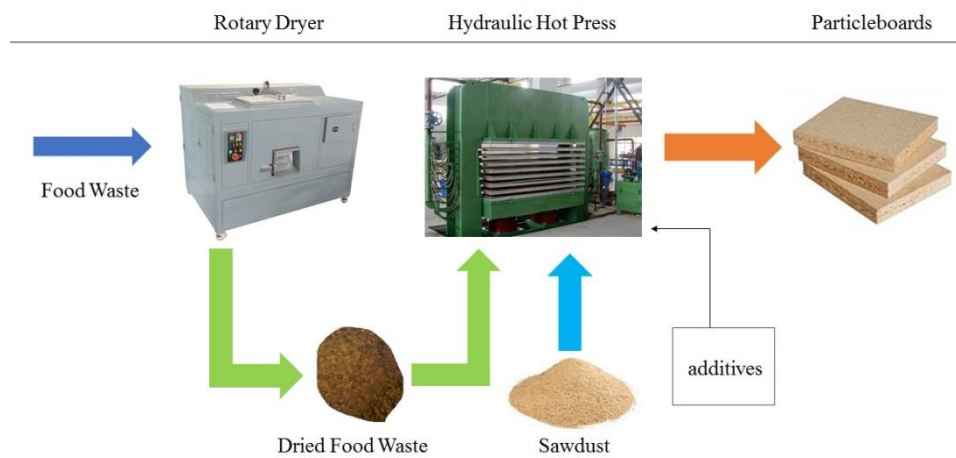 Rotary Dryer
Hydraulic Hot Press
Particleboards
Food Waste
additives
Dried Food Waste
Sawdust